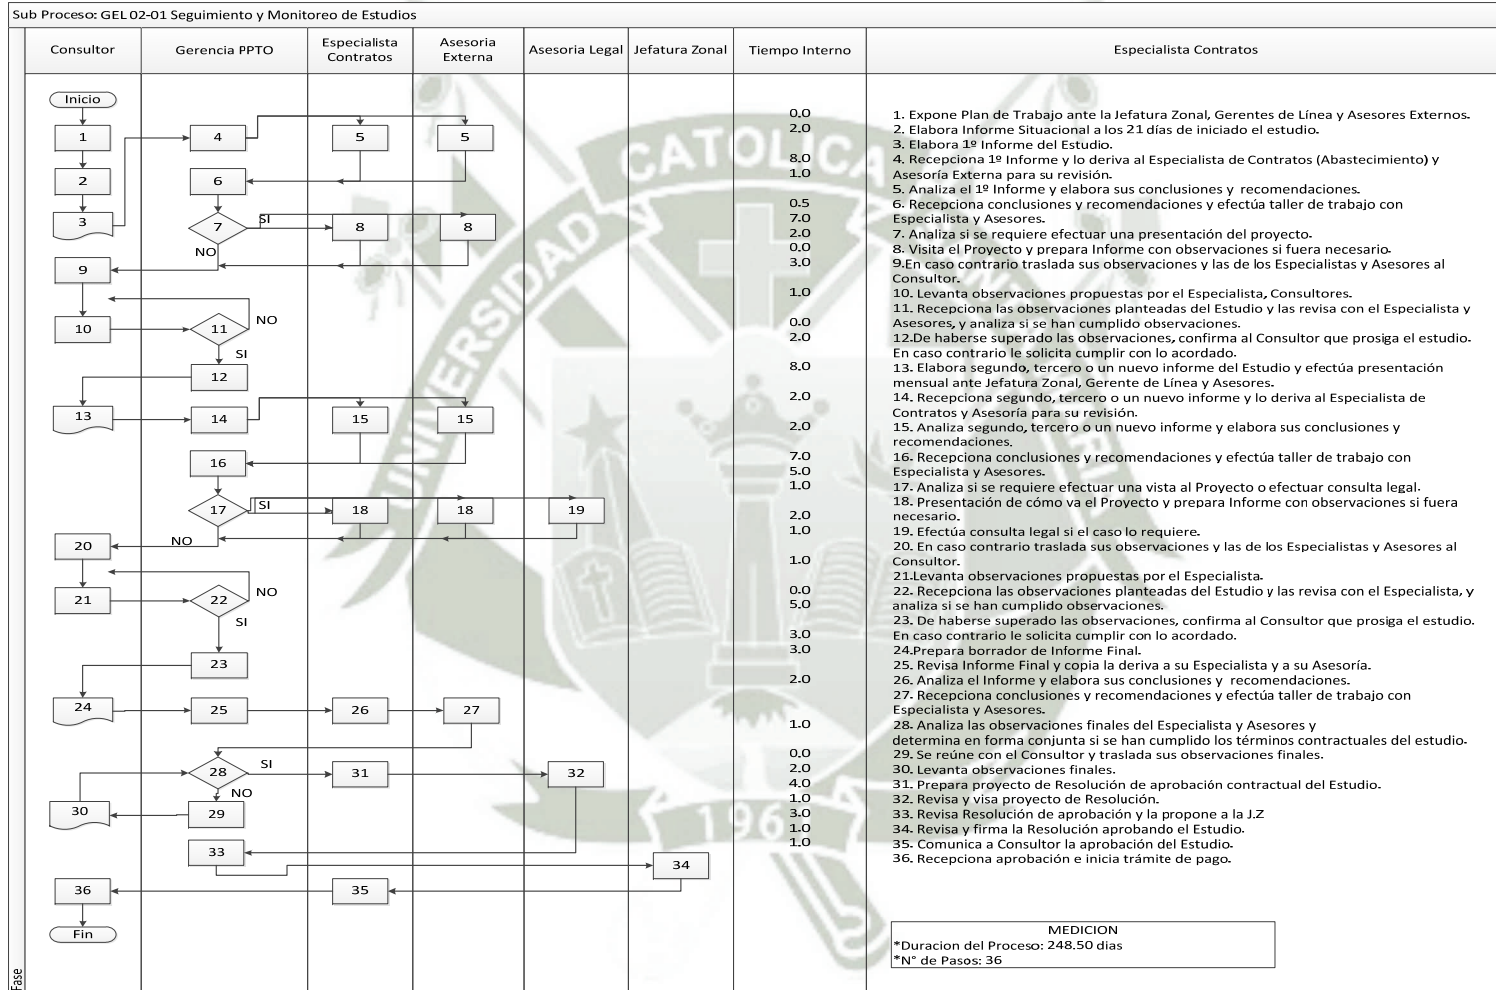 Sub Proceso: GEL 02-01 Seguimiento y Monitoreo de Estudios
Consultor
Gerencia PPTO
Especialista
Contratos
Asesoria
Externa
Asesoria Legal
Jefatura Zonal
Tiempo Interno
Especialista Contratos
Inicio
1
4
5
5
2
6
3
7
SI
8
8
NO
9
10
11
NO
SI
12
13
14
15
15
16
17
SI
18
18
19
NO
20
21
22
NO
SI
23
24
25
26
27
28
SI
31
32
NO
30
29
33
34
36
35
Fin
Fase
0.0
2.0
8.0
1.0
0.5
7.0
2.0
0.0
3.0
1.0
0.0
2.0
8.0
2.0
2.0
7.0
5.0
1.0
2.0
1.0
1.0
0.0
5.0
3.0
3.0
2.0
1.0
0.0
2.0
4.0
1.0
3.0
1.0
1.0
1. Expone Plan de Trabajo ante la Jefatura Zonal, Gerentes de Línea y Asesores Externos.
2. Elabora Informe Situacional a los 21 días de iniciado el estudio.
3. Elabora 1º Informe del Estudio.
4. Recepciona 1º Informe y lo deriva al Especialista de Contratos (Abastecimiento) y
Asesoría Externa para su revisión.
5. Analiza el 1º Informe y elabora sus conclusiones y recomendaciones.
6. Recepciona conclusiones y recomendaciones y efectúa taller de trabajo con
Especialista y Asesores.
7. Analiza si se requiere efectuar una presentación del proyecto.
8. Visita el Proyecto y prepara Informe con observaciones si fuera necesario.
9.En caso contrario traslada sus observaciones y las de los Especialistas y Asesores al
Consultor.
10. Levanta observaciones propuestas por el Especialista, Consultores.
11. Recepciona las observaciones planteadas del Estudio y las revisa con el Especialista y
Asesores, y analiza si se han cumplido observaciones.
12.De haberse superado las observaciones, confirma al Consultor que prosiga el estudio.
En caso contrario le solicita cumplir con lo acordado.
13. Elabora segundo, tercero o un nuevo informe del Estudio y efectúa presentación
mensual ante Jefatura Zonal, Gerente de Línea y Asesores.
14. Recepciona segundo, tercero o un nuevo informe y lo deriva al Especialista de
Contratos y Asesoría para su revisión.
15. Analiza segundo, tercero o un nuevo informe y elabora sus conclusiones y
recomendaciones.
16. Recepciona conclusiones y recomendaciones y efectúa taller de trabajo con
Especialista y Asesores.
17. Analiza si se requiere efectuar una vista al Proyecto o efectuar consulta legal.
18. Presentación de cómo va el Proyecto y prepara Informe con observaciones si fuera
necesario.
19. Efectúa consulta legal si el caso lo requiere.
20. En caso contrario traslada sus observaciones y las de los Especialistas y Asesores al
Consultor.
21.Levanta observaciones propuestas por el Especialista.
22. Recepciona las observaciones planteadas del Estudio y las revisa con el Especialista, y
analiza si se han cumplido observaciones.
23. De haberse superado las observaciones, confirma al Consultor que prosiga el estudio.
En caso contrario le solicita cumplir con lo acordado.
24.Prepara borrador de Informe Final.
25. Revisa Informe Final y copia la deriva a su Especialista y a su Asesoría.
26. Analiza el Informe y elabora sus conclusiones y recomendaciones.
27. Recepciona conclusiones y recomendaciones y efectúa taller de trabajo con
Especialista y Asesores.
28. Analiza las observaciones finales del Especialista y Asesores y
determina en forma conjunta si se han cumplido los términos contractuales del estudio.
29. Se reúne con el Consultor y traslada sus observaciones finales.
30. Levanta observaciones finales.
31. Prepara proyecto de Resolución de aprobación contractual del Estudio.
32. Revisa y visa proyecto de Resolución.
33. Revisa Resolución de aprobación y la propone a la J.Z
34. Revisa y firma la Resolución aprobando el Estudio.
35. Comunica a Consultor la aprobación del Estudio.
36. Recepciona aprobación e inicia trámite de pago.
MEDICION
*Duracion del Proceso: 248.50 dias
*N° de Pasos: 36
UNIVERSIDAD
CATOLICA